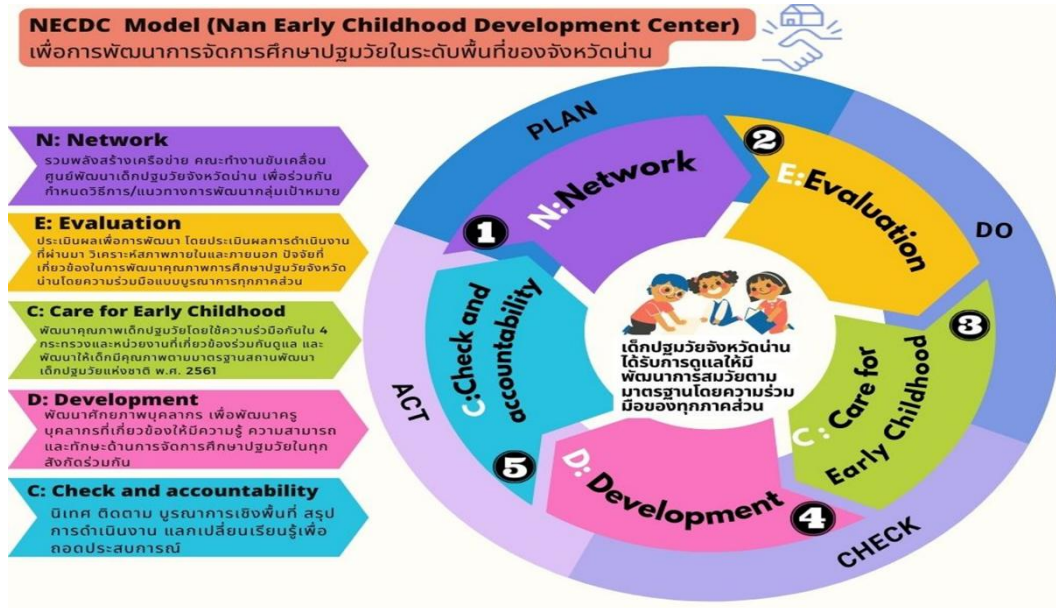 NECDC Model (Nan Early Childhood Development Center)
เพื่อการพัฒนาการจัดการศึกษาปฐมวัยในระดับพื้นที่ของจังหวัดน่าน
N: Network
รวมพลังสร้างเครือข่าย คณะทำงานขับเคลื่อน
ศูนย์พัฒนาเด็กปฐมวัยจังหวัดน่าน เพื่อร่วมกัน
กำหนดวิธีการ/แนวทางการพัฒนากลุ่มเป้าหมาย
E: Evaluation
ประเมินผลเพื่อการพัฒนา โดยประเมินผลการดำเนินงาน
ที่ผ่านมา วิเคราะห์สภาพภายในและภายนอก ปัจจัยที่
เกี่ยวข้องในการพัฒนาคุณภาพการศึกษาปฐมวัยจังหวัด
น่านโดยความร่วมมือแบบบูรณาการทุกภาคส่วน
C: Care for Early Childhood
พัฒนาคุณภาพเด็กปฐมวัยโดยใช้ความร่วมือกันใน 4
กระทรวงและหน่วยงานที่เกี่ยวข้องร่วมกันดูแล และ
พัฒนาให้เด็กมีคุณภาพตามมาตรฐานสถานพัฒนา
เด็กปฐมวัยแห่งชาติ พ.ศ. 2561
D: Development
พัฒนาศักยภาพบุคลากร เพื่อพัฒนาครู
บุคลากรที่เกี่ยวข้องให้มีความรู้ ความสามารถ
และทักษะด้านการจัดการศึกษาปฐมวัยในทุก
สังกัดร่วมกัน
C: Check and accountability
นิเทศ ติดตาม บูรณาการเชิงพื้นที่ สรุป
การดำเนินงาน แลกเปลี่ยนเรียนรู้เพื่อ
ถอดประสบการณ์
PLAN
DO
CHECK
ACT
1
N:Network
2
E:Evaluation
3
C: Care for
Early Childhood
4
D: Development
5
C:Check and
accountability
เด็กปฐมวัยจังหวัดน่าน
ได้รับการดูแลให้มี
พัฒนาการสมวัยตาม
มาตรฐานโดยความร่วม
มือของทุกภาคส่วน